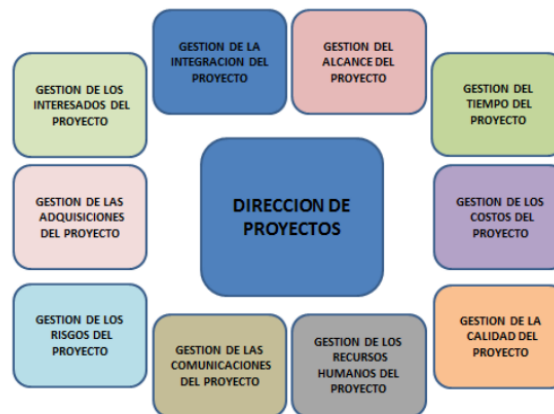 GESTION DE LA
INTEGRACION DEL
PROYECTO
GESTION DEL
ALCANCE DEL
PROYECTO
GESTION DE LOS
INTERESADOS DEL
PROYECTO
GESTION DEL
TIEMPO DEL
PROYECTO
DIRECCION DE
PROYECTOS
GESTION DE LAS
ADQUISICIONES
DEL PROYECTO
GESTION DE LOS
COSTOS DEL
PROYECTO
GESTION DE LOS
RISGOS DEL
PROYECTO
GESTION DE LA
CALIDAD DEL
PROYECTO
GESTION DE LAS
COMUNICACIONES
DEL PROYECTO
GESTION DE LOS
RECURSOS
HUMANOS DEL
PROYECTO